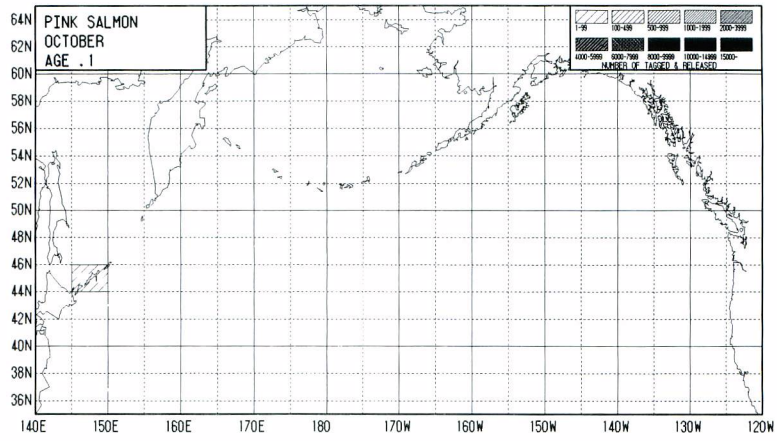 PINK SALMON
OCTOBER
AGE .1
1-99 100-499 500-999 1000-1999 2000-3999
4000-5999 6000-7999 8000-9999 10000-14999 15000-
NUMBER OF TAGGED & RELEASED
64N
62N
60N
58N
56N
54N
52N
50N
48N
46N
44N
42N
40N
38N
36N
140E 150E 160E 170E 180 170W 160W 150W 140W 130W 120W